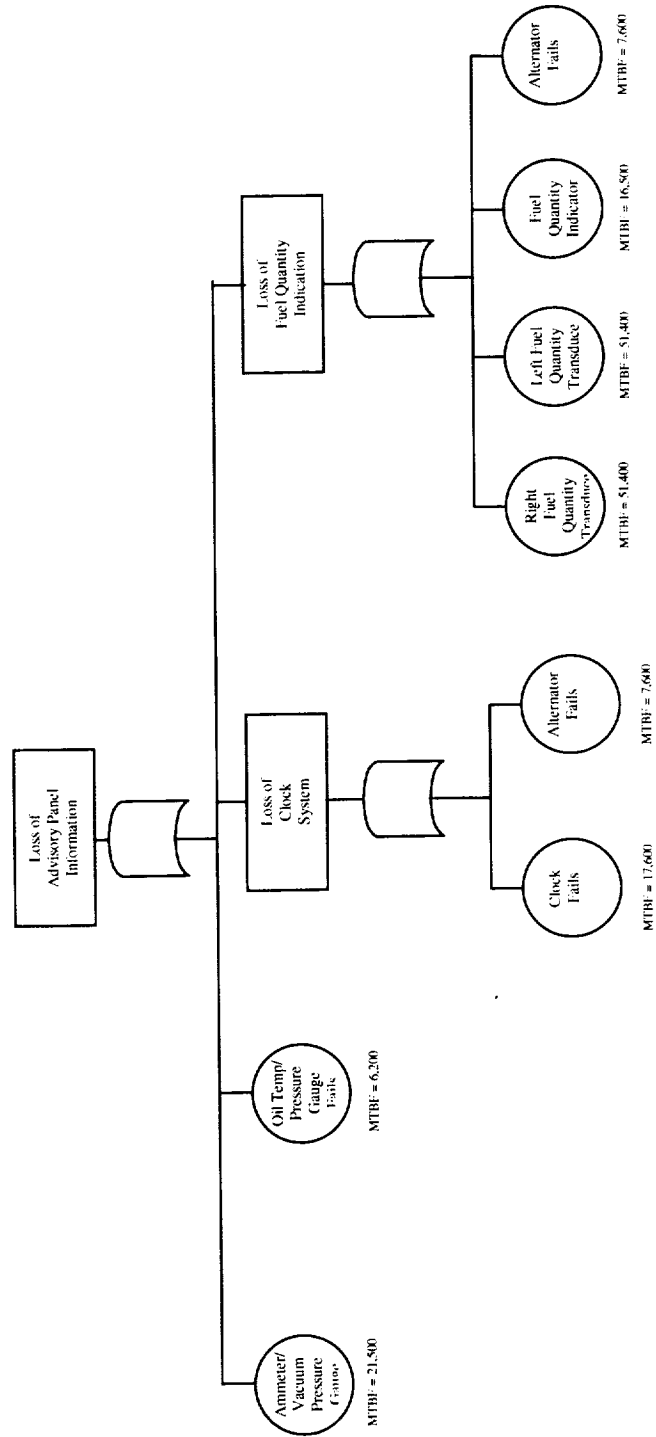 Loss of
Advisory Panel
Information
Ammeter/
Vacuum
Pressure
Gauge
MTBF = 21,500
Oil Temp/
Pressure
Gauge
Fails
MTBF = 6,200
Loss of
Clock
System
Clock
Fails
MTBF = 17,600
Alternator
Fails
MTBF = 7,600
Loss of
Fuel Quantity
Indication
Right
Fuel
Quantity
Transduce
MTBF = 51,400
Left Fuel
Quantity
Transduce
MTBF = 51,400
Fuel
Quantity
Indicator
MTBF = 16,500
Alternator
Fails
MTBF = 7,600